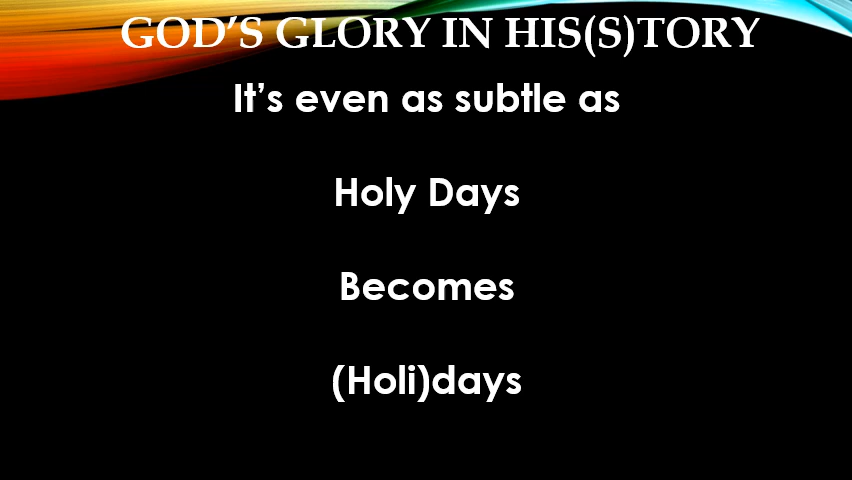 GOD’S GLORY IN HIS(S)TORY
It’s even as subtle as
Holy Days
Becomes
(Holi)days